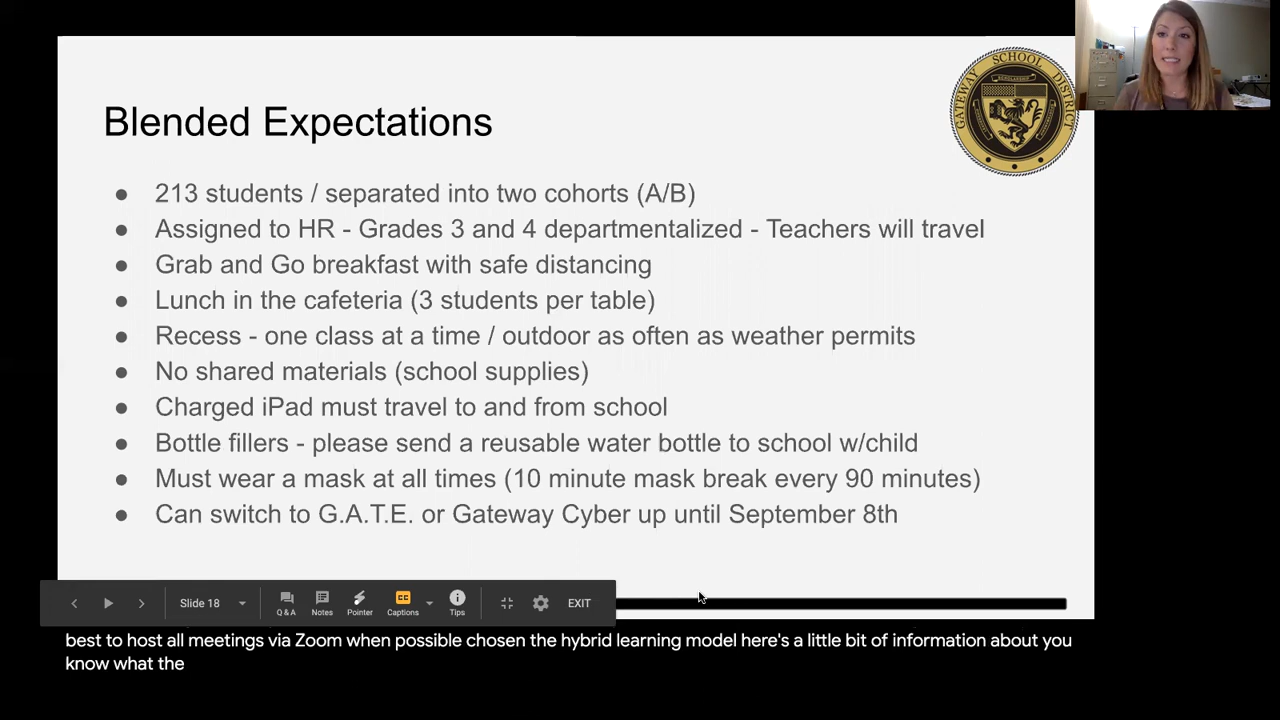 Blended Expectations
GATEWAY SCHOOL DISTRICT
● 213 students / separated into two cohorts (A/B)
● Assigned to HR - Grades 3 and 4 departmentalized - Teachers will travel
● Grab and Go breakfast with safe distancing
● Lunch in the cafeteria (3 students per table)
● Recess - one class at a time / outdoor as often as weather permits
● No shared materials (school supplies)
● Charged iPad must travel to and from school
● Bottle fillers - please send a reusable water bottle to school w/child
● Must wear a mask at all times (10 minute mask break every 90 minutes)
● Can switch to G.A.T.E. or Gateway Cyber up until September 8th
Slide 18
Q & A
Notes
Pointer
CC
Captions
Tips
EXIT
best to host all meetings via Zoom when possible chosen the hybrid learning model here's a little bit of information about you
know what the